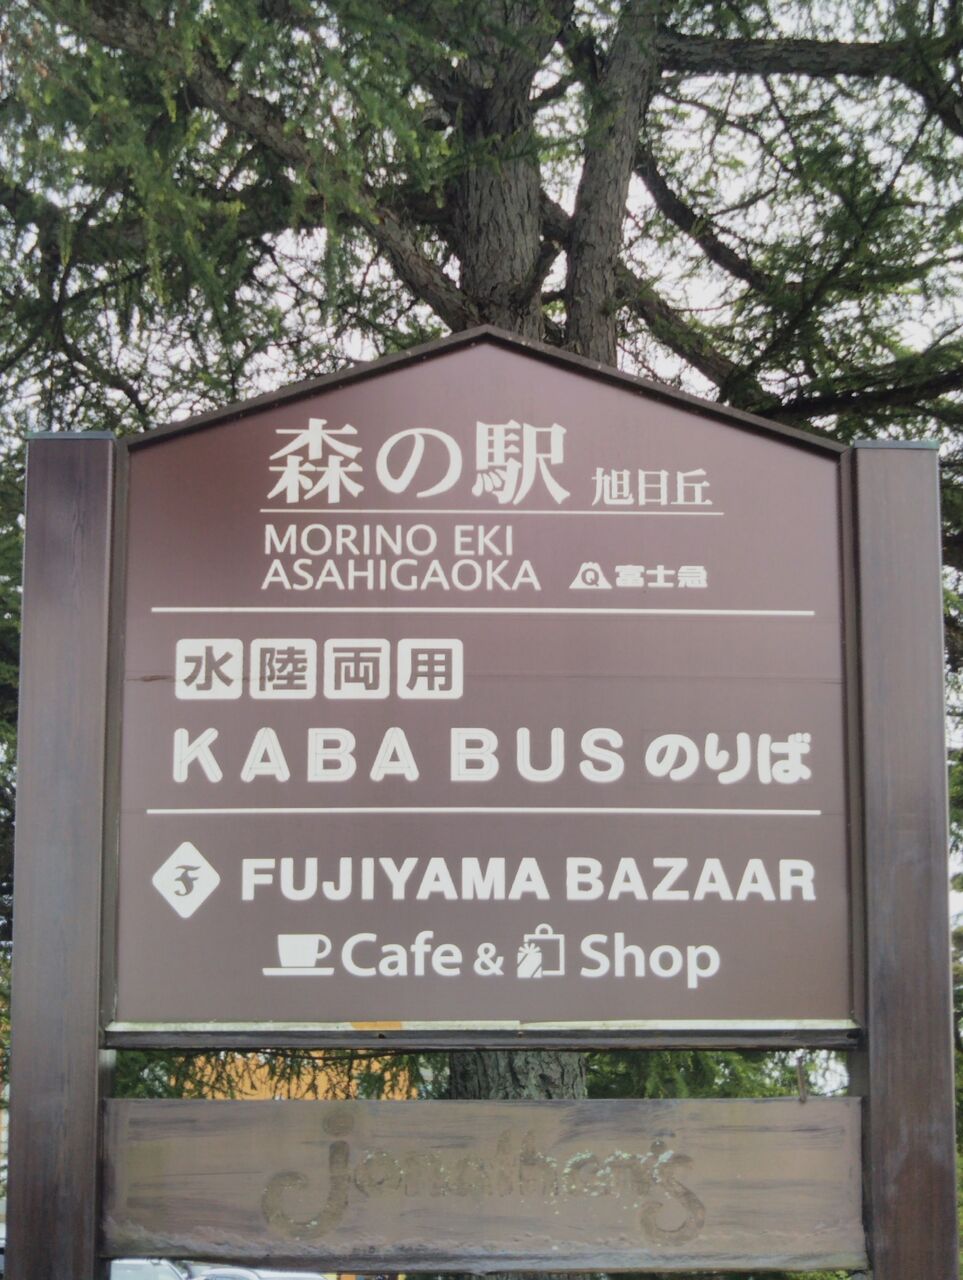 森の駅 旭日丘
MORINO EKI
ASAHIGAOKA
Q 富士急
水陸両用
KABA BUS のりば
F FUJIYAMA BAZAAR
Cafe & Shop
Jonathan's